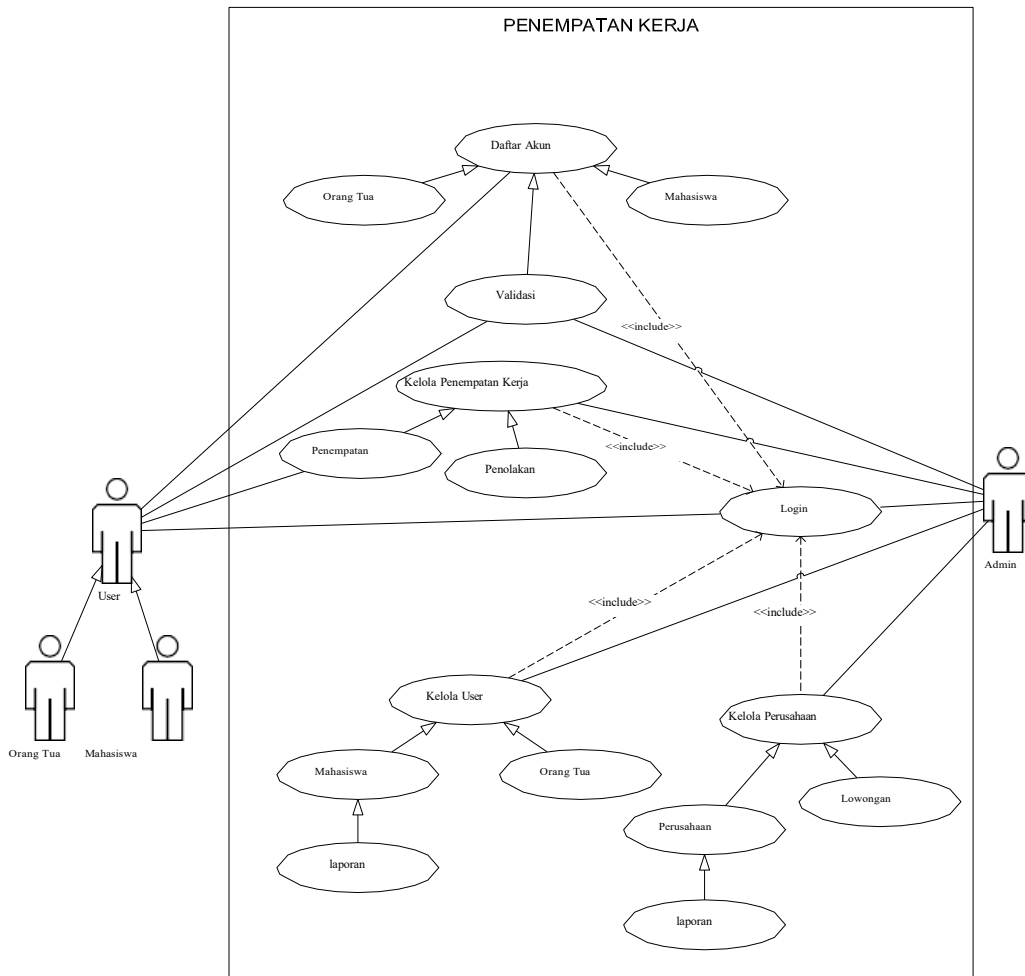 PENEMPATAN KERJA
Daftar Akun
Orang Tua
Mahasiswa
Validasi
<<include>>
Kelola Penempatan Kerja
<<include>>
Penempatan
Penolakan
Login
Admin
User
<<include>>
<<include>>
Kelola User
Kelola Perusahaan
Orang Tua
Mahasiswa
Mahasiswa
Orang Tua
Lowongan
Perusahaan
laporan
laporan